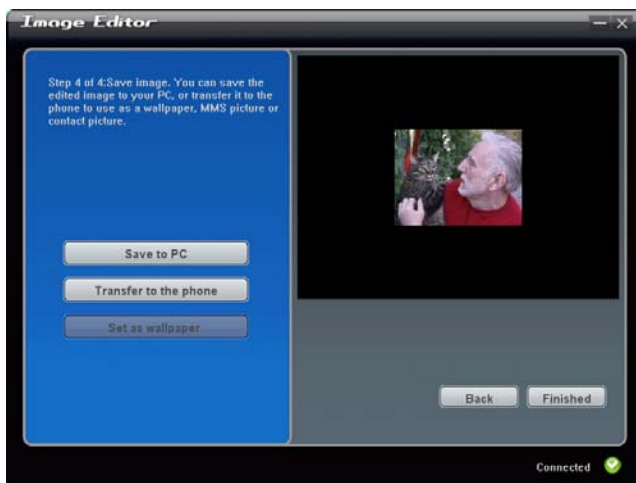 Image Editor
Step 4 of 4:Save image. You can save the
edited image to your PC, or transfer it to the
phone to use as a wallpaper, MMS picture or
contact picture.
Save to PC
Transfer to the phone
Set as wallpaper
Back Finished
Connected